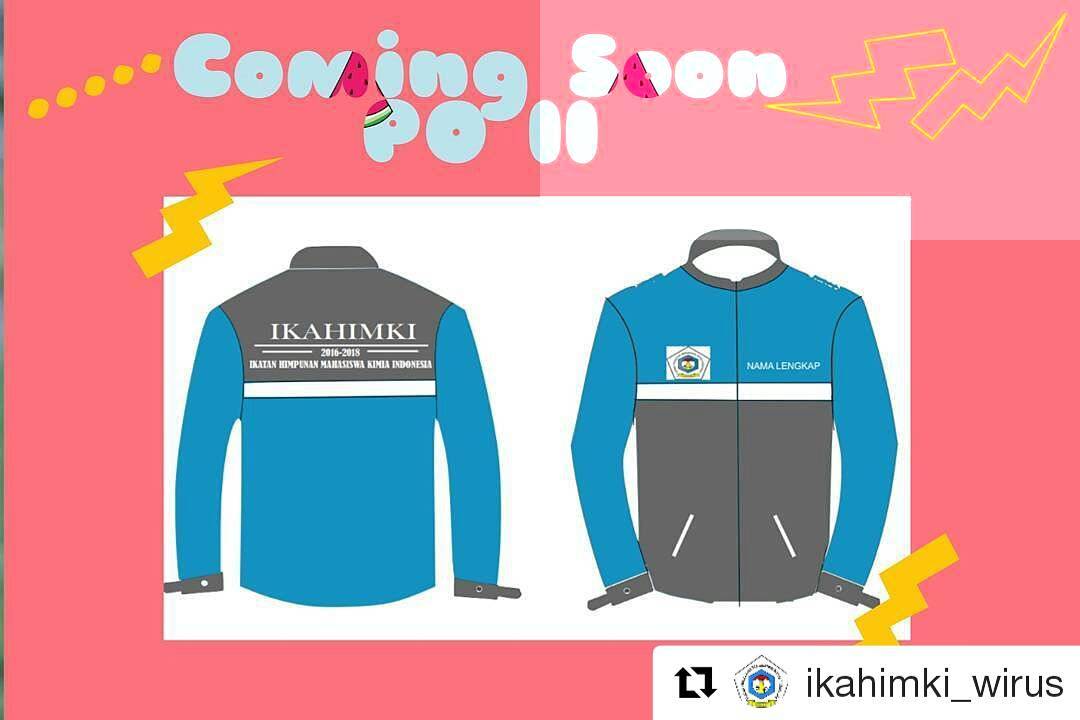 Coming Soon
PO II
IKAHIMKI
2016-2018
IKATAN HIMPUNAN MAHASISWA KIMIA INDONESIA
NAMA LENGKAP
ikahimki_wirus